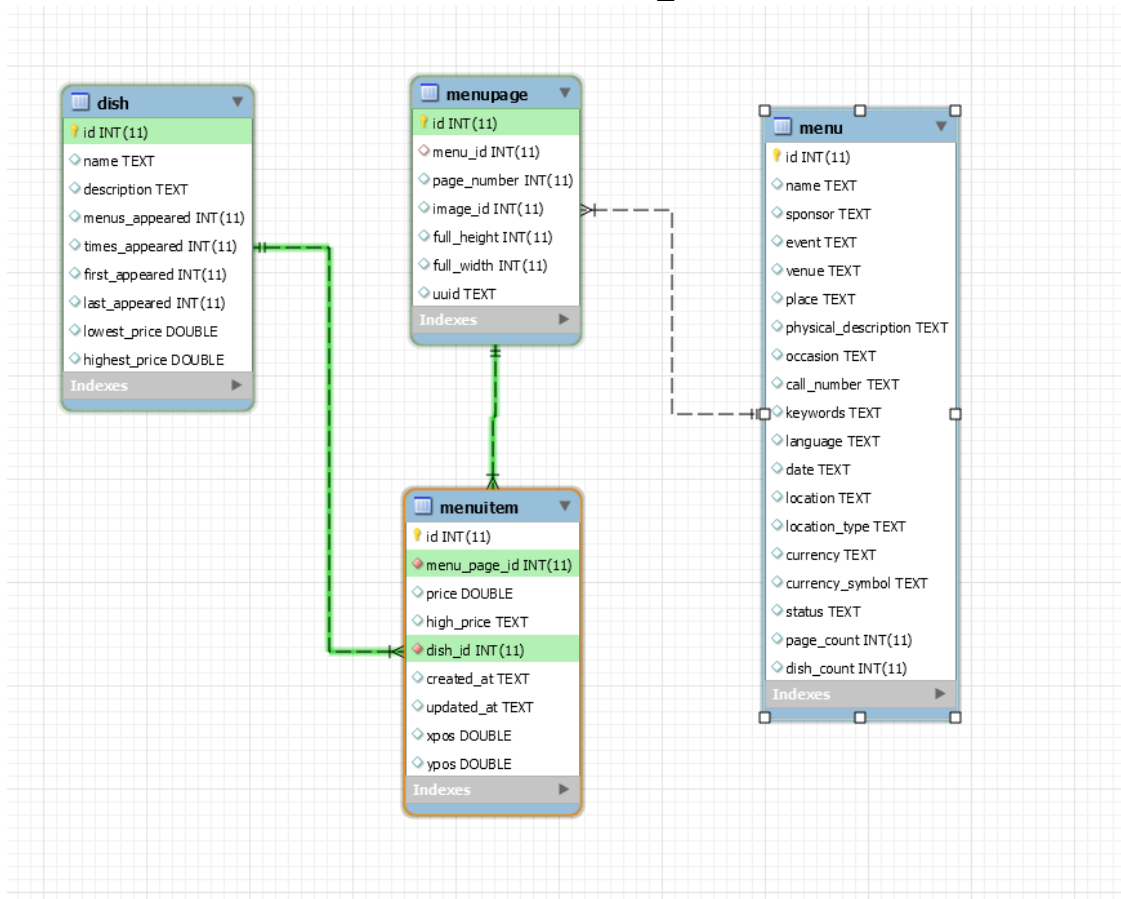 dish
id INT(11)
name TEXT
description TEXT
menus_appeared INT(11)
times_appeared INT(11)
first_appeared INT(11)
last_appeared INT(11)
lowest_price DOUBLE
highest_price DOUBLE
Indexes
menupage
id INT(11)
menu_id INT(11)
page_number INT(11)
image_id INT(11)
full_height INT(11)
full_width INT(11)
uuid TEXT
Indexes
menuitem
id INT(11)
menu_page_id INT(11)
price DOUBLE
high_price TEXT
dish_id INT(11)
created_at TEXT
updated_at TEXT
xpos DOUBLE
ypos DOUBLE
Indexes
menu
id INT(11)
name TEXT
sponsor TEXT
event TEXT
venue TEXT
place TEXT
physical_description TEXT
occasion TEXT
call_number TEXT
keywords TEXT
language TEXT
date TEXT
location TEXT
location_type TEXT
currency TEXT
currency_symbol TEXT
status TEXT
page_count INT(11)
dish_count INT(11)
Indexes